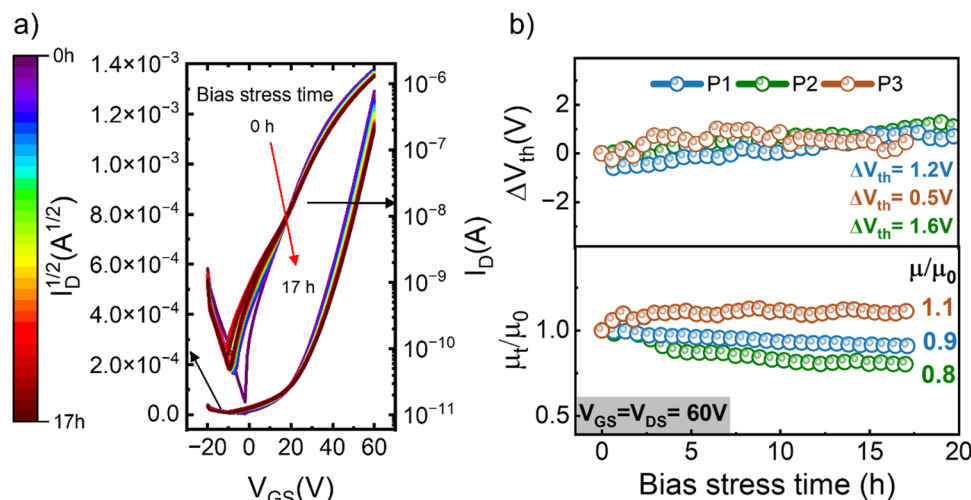 a)
0h
17h
I_D^1/2(A^1/2)
1.4×10⁻³
1.2×10⁻³
1.0×10⁻³
8.0×10⁻⁴
6.0×10⁻⁴
4.0×10⁻⁴
2.0×10⁻⁴
0.0
Bias stress time
0 h
17 h
10⁻⁶
10⁻⁷
10⁻⁸
10⁻⁹
10⁻¹⁰
10⁻¹¹
I_D(A)
−20 0 20 40 60
V_GS(V)
b)
P1 P2 P3
ΔV_th(V)
2
0
−2
ΔV_th= 1.2V
ΔV_th= 0.5V
ΔV_th= 1.6V
μ_t/μ_0
1.0
0.5
μ/μ_0
1.1
0.9
0.8
V_GS=V_DS= 60V
0 5 10 15 20
Bias stress time (h)